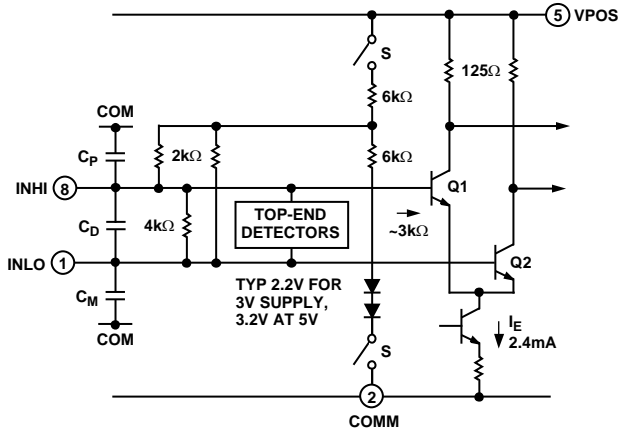 5 VPOS
S
125Ω
6kΩ
COM
CP
2kΩ
6kΩ
INHI 8
Q1
CD
4kΩ
TOP-END
DETECTORS
~3kΩ
INLO 1
Q2
CM
TYP 2.2V FOR
3V SUPPLY,
3.2V AT 5V
COM
IE
2.4mA
S
2
COMM